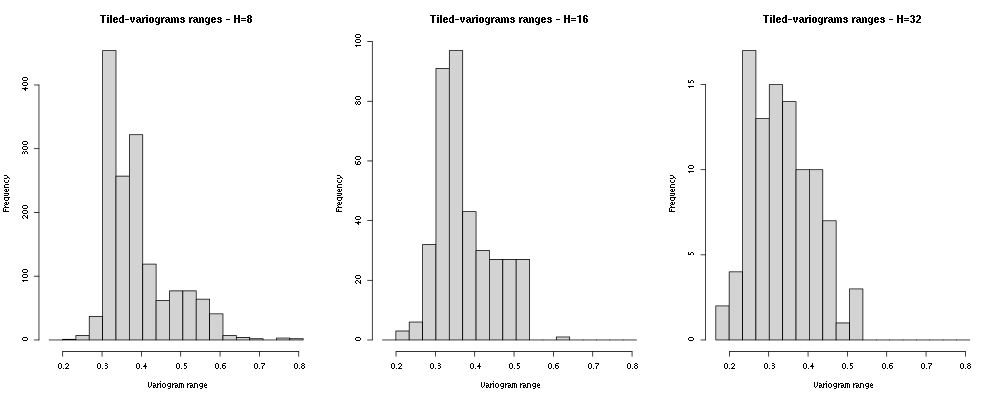 Tiled-variograms ranges - H=8
Frequency
0
100
200
300
400
0.2 0.3 0.4 0.5 0.6 0.7 0.8
Variogram range
Tiled-variograms ranges - H=16
Frequency
0
20
40
60
80
100
0.2 0.3 0.4 0.5 0.6 0.7 0.8
Variogram range
Tiled-variograms ranges - H=32
Frequency
0
5
10
15
0.2 0.3 0.4 0.5 0.6 0.7 0.8
Variogram range